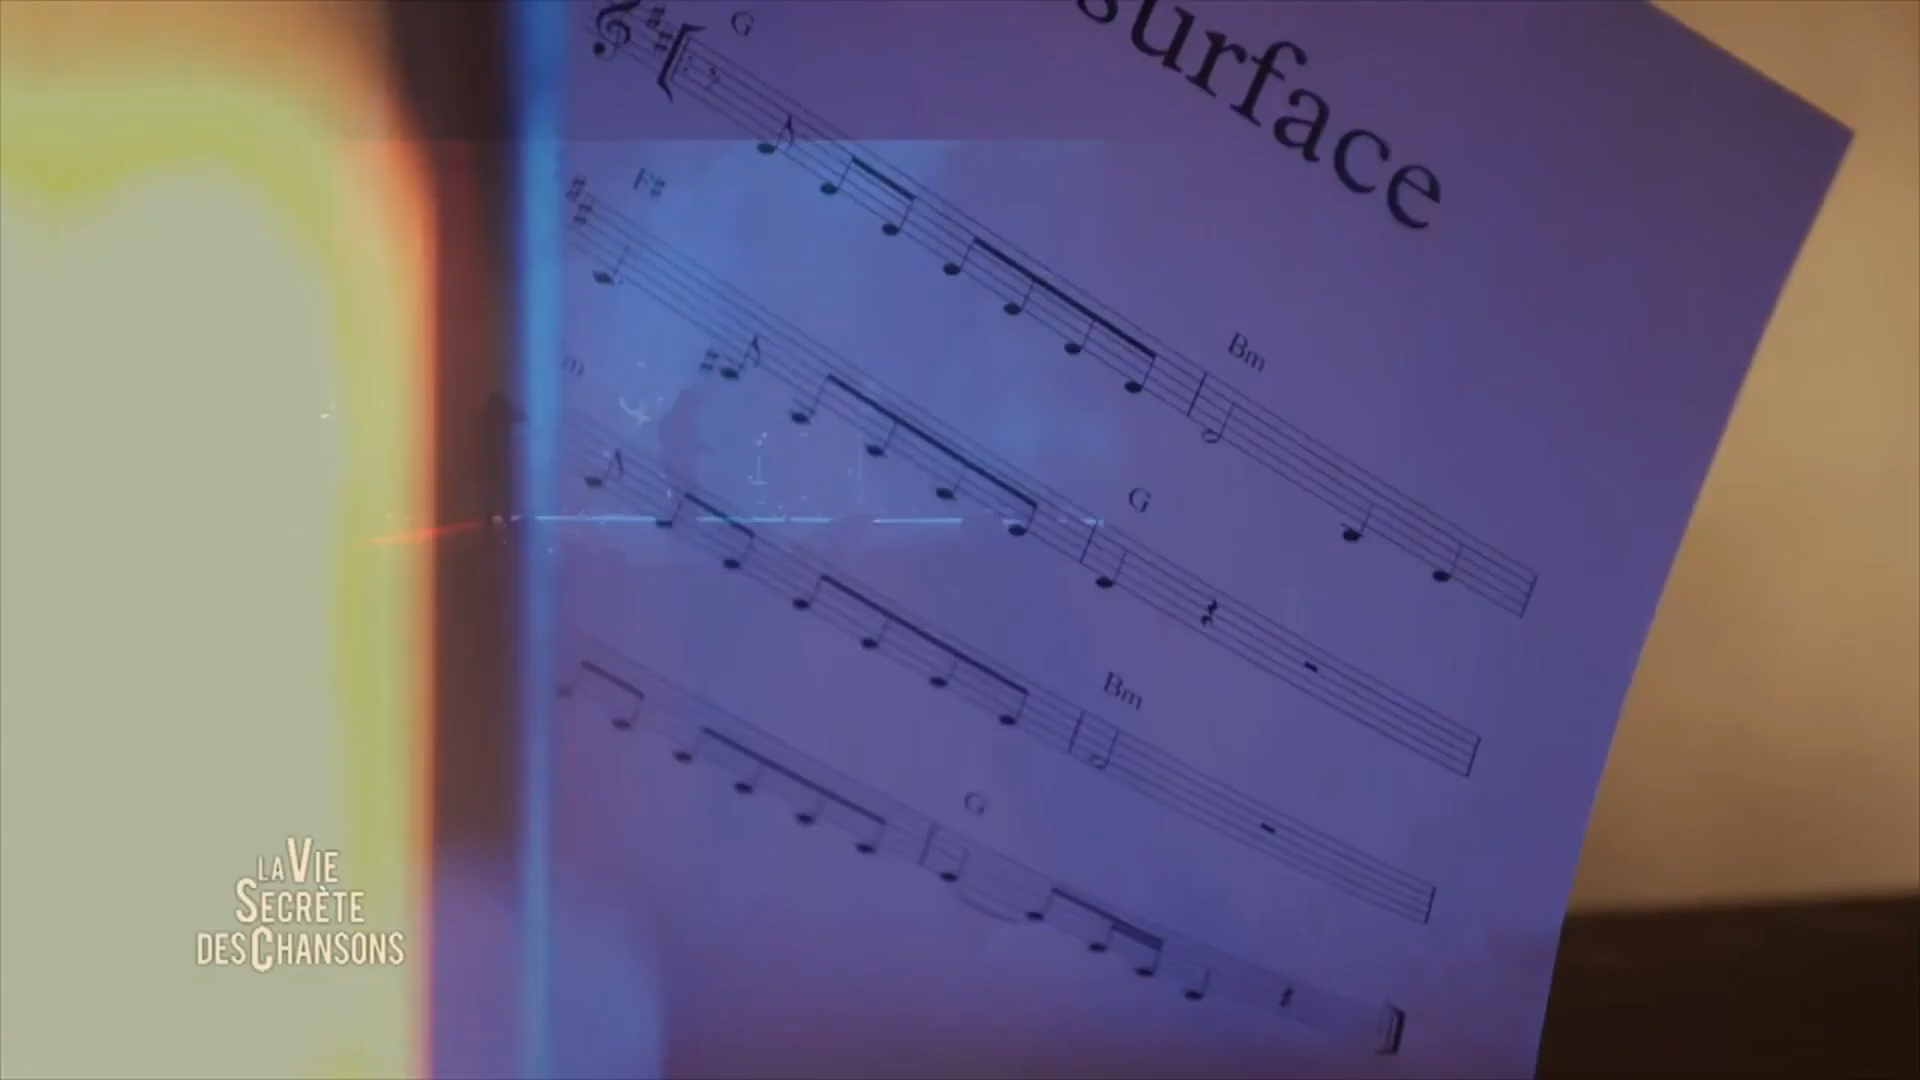 surface
G
Bm
F#
G
m
Bm
G
LA VIE
SECRÈTE
DES CHANSONS